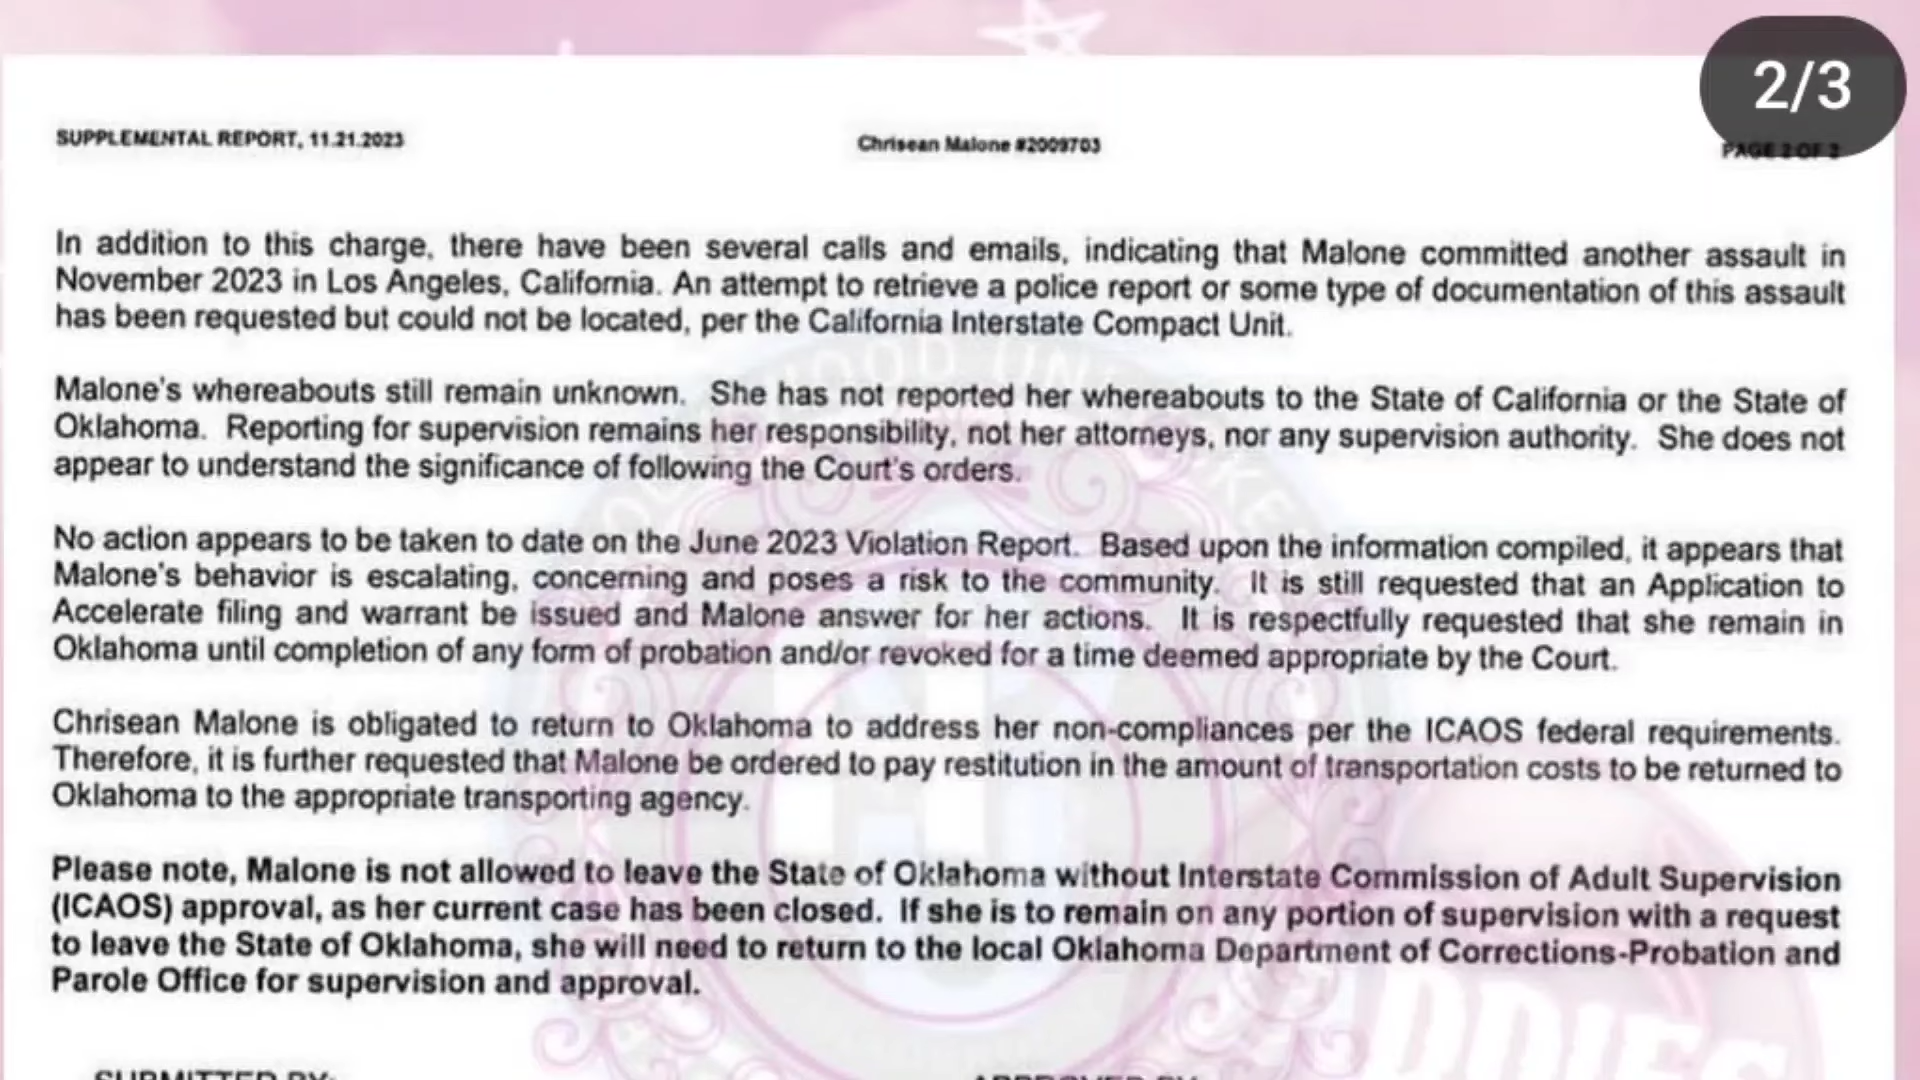 2/3
SUPPLEMENTAL REPORT, 11.21.2023
Chrisean Malone #2009703
PAGE 2 OF
In addition to this charge, there have been several calls and emails, indicating that Malone committed another assault in
November 2023 in Los Angeles, California. An attempt to retrieve a police report or some type of documentation of this assault
has been requested but could not be located, per the California Interstate Compact Unit.
Malone's whereabouts still remain unknown. She has not reported her whereabouts to the State of California or the State of
Oklahoma. Reporting for supervision remains her responsibility, not her attorneys, nor any supervision authority. She does not
appear to understand the significance of following the Court's orders.
No action appears to be taken to date on the June 2023 Violation Report. Based upon the information compiled, it appears that
Malone's behavior is escalating, concerning and poses a risk to the community. It is still requested that an Application to
Accelerate filing and warrant be issued and Malone answer for her actions. It is respectfully requested that she remain in
Oklahoma until completion of any form of probation and/or revoked for a time deemed appropriate by the Court.
Chrisean Malone is obligated to return to Oklahoma to address her non-compliances per the ICAOS federal requirements.
Therefore, it is further requested that Malone be ordered to pay restitution in the amount of transportation costs to be returned to
Oklahoma to the appropriate transporting agency.
Please note, Malone is not allowed to leave the State of Oklahoma without Interstate Commission of Adult Supervision
(ICAOS) approval, as her current case has been closed. If she is to remain on any portion of supervision with a request
to leave the State of Oklahoma, she will need to return to the local Oklahoma Department of Corrections-Probation and
Parole Office for supervision and approval.
SUBMITTED BY:
APPROVED BY